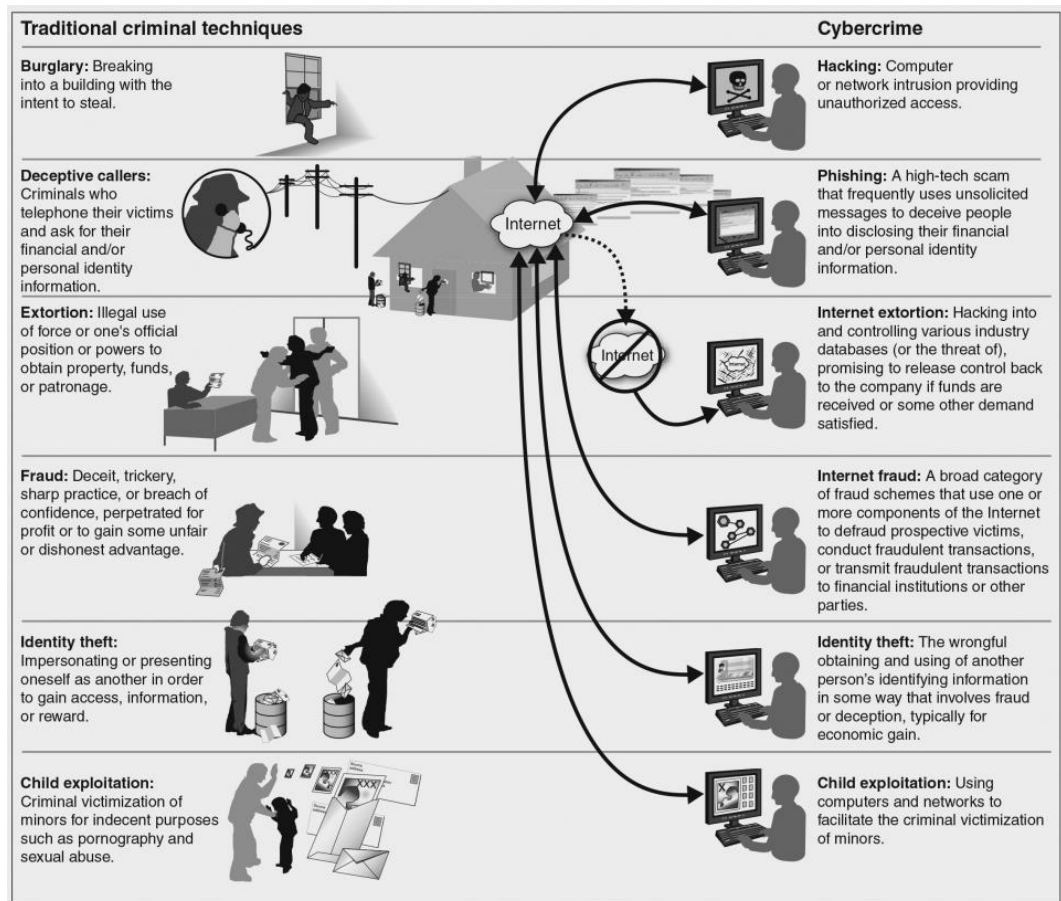 Traditional criminal techniques
Cybercrime
Burglary: Breaking
into a building with the
intent to steal.
Hacking: Computer
or network intrusion providing
unauthorized access.
Deceptive callers:
Criminals who
telephone their victims
and ask for their
financial and/or
personal identity
information.
Internet
Phishing: A high-tech scam
that frequently uses unsolicited
messages to deceive people
into disclosing their financial
and/or personal identity
information.
Extortion: Illegal use
of force or one's official
position or powers to
obtain property, funds,
or patronage.
Internet
Internet
Internet extortion: Hacking into
and controlling various industry
databases (or the threat of),
promising to release control back
to the company if funds are
received or some other demand
satisfied.
Fraud: Deceit, trickery,
sharp practice, or breach of
confidence, perpetrated for
profit or to gain some unfair
or dishonest advantage.
Internet fraud: A broad category
of fraud schemes that use one or
more components of the Internet
to defraud prospective victims,
conduct fraudulent transactions,
or transmit fraudulent transactions
to financial institutions or other
parties.
Identity theft:
Impersonating or presenting
oneself as another in order
to gain access, information,
or reward.
Identity theft: The wrongful
obtaining and using of another
person's identifying information
in some way that involves fraud
or deception, typically for
economic gain.
Child exploitation:
Criminal victimization of
minors for indecent purposes
such as pornography and
sexual abuse.
XXX
Child exploitation: Using
computers and networks to
facilitate the criminal victimization
of minors.